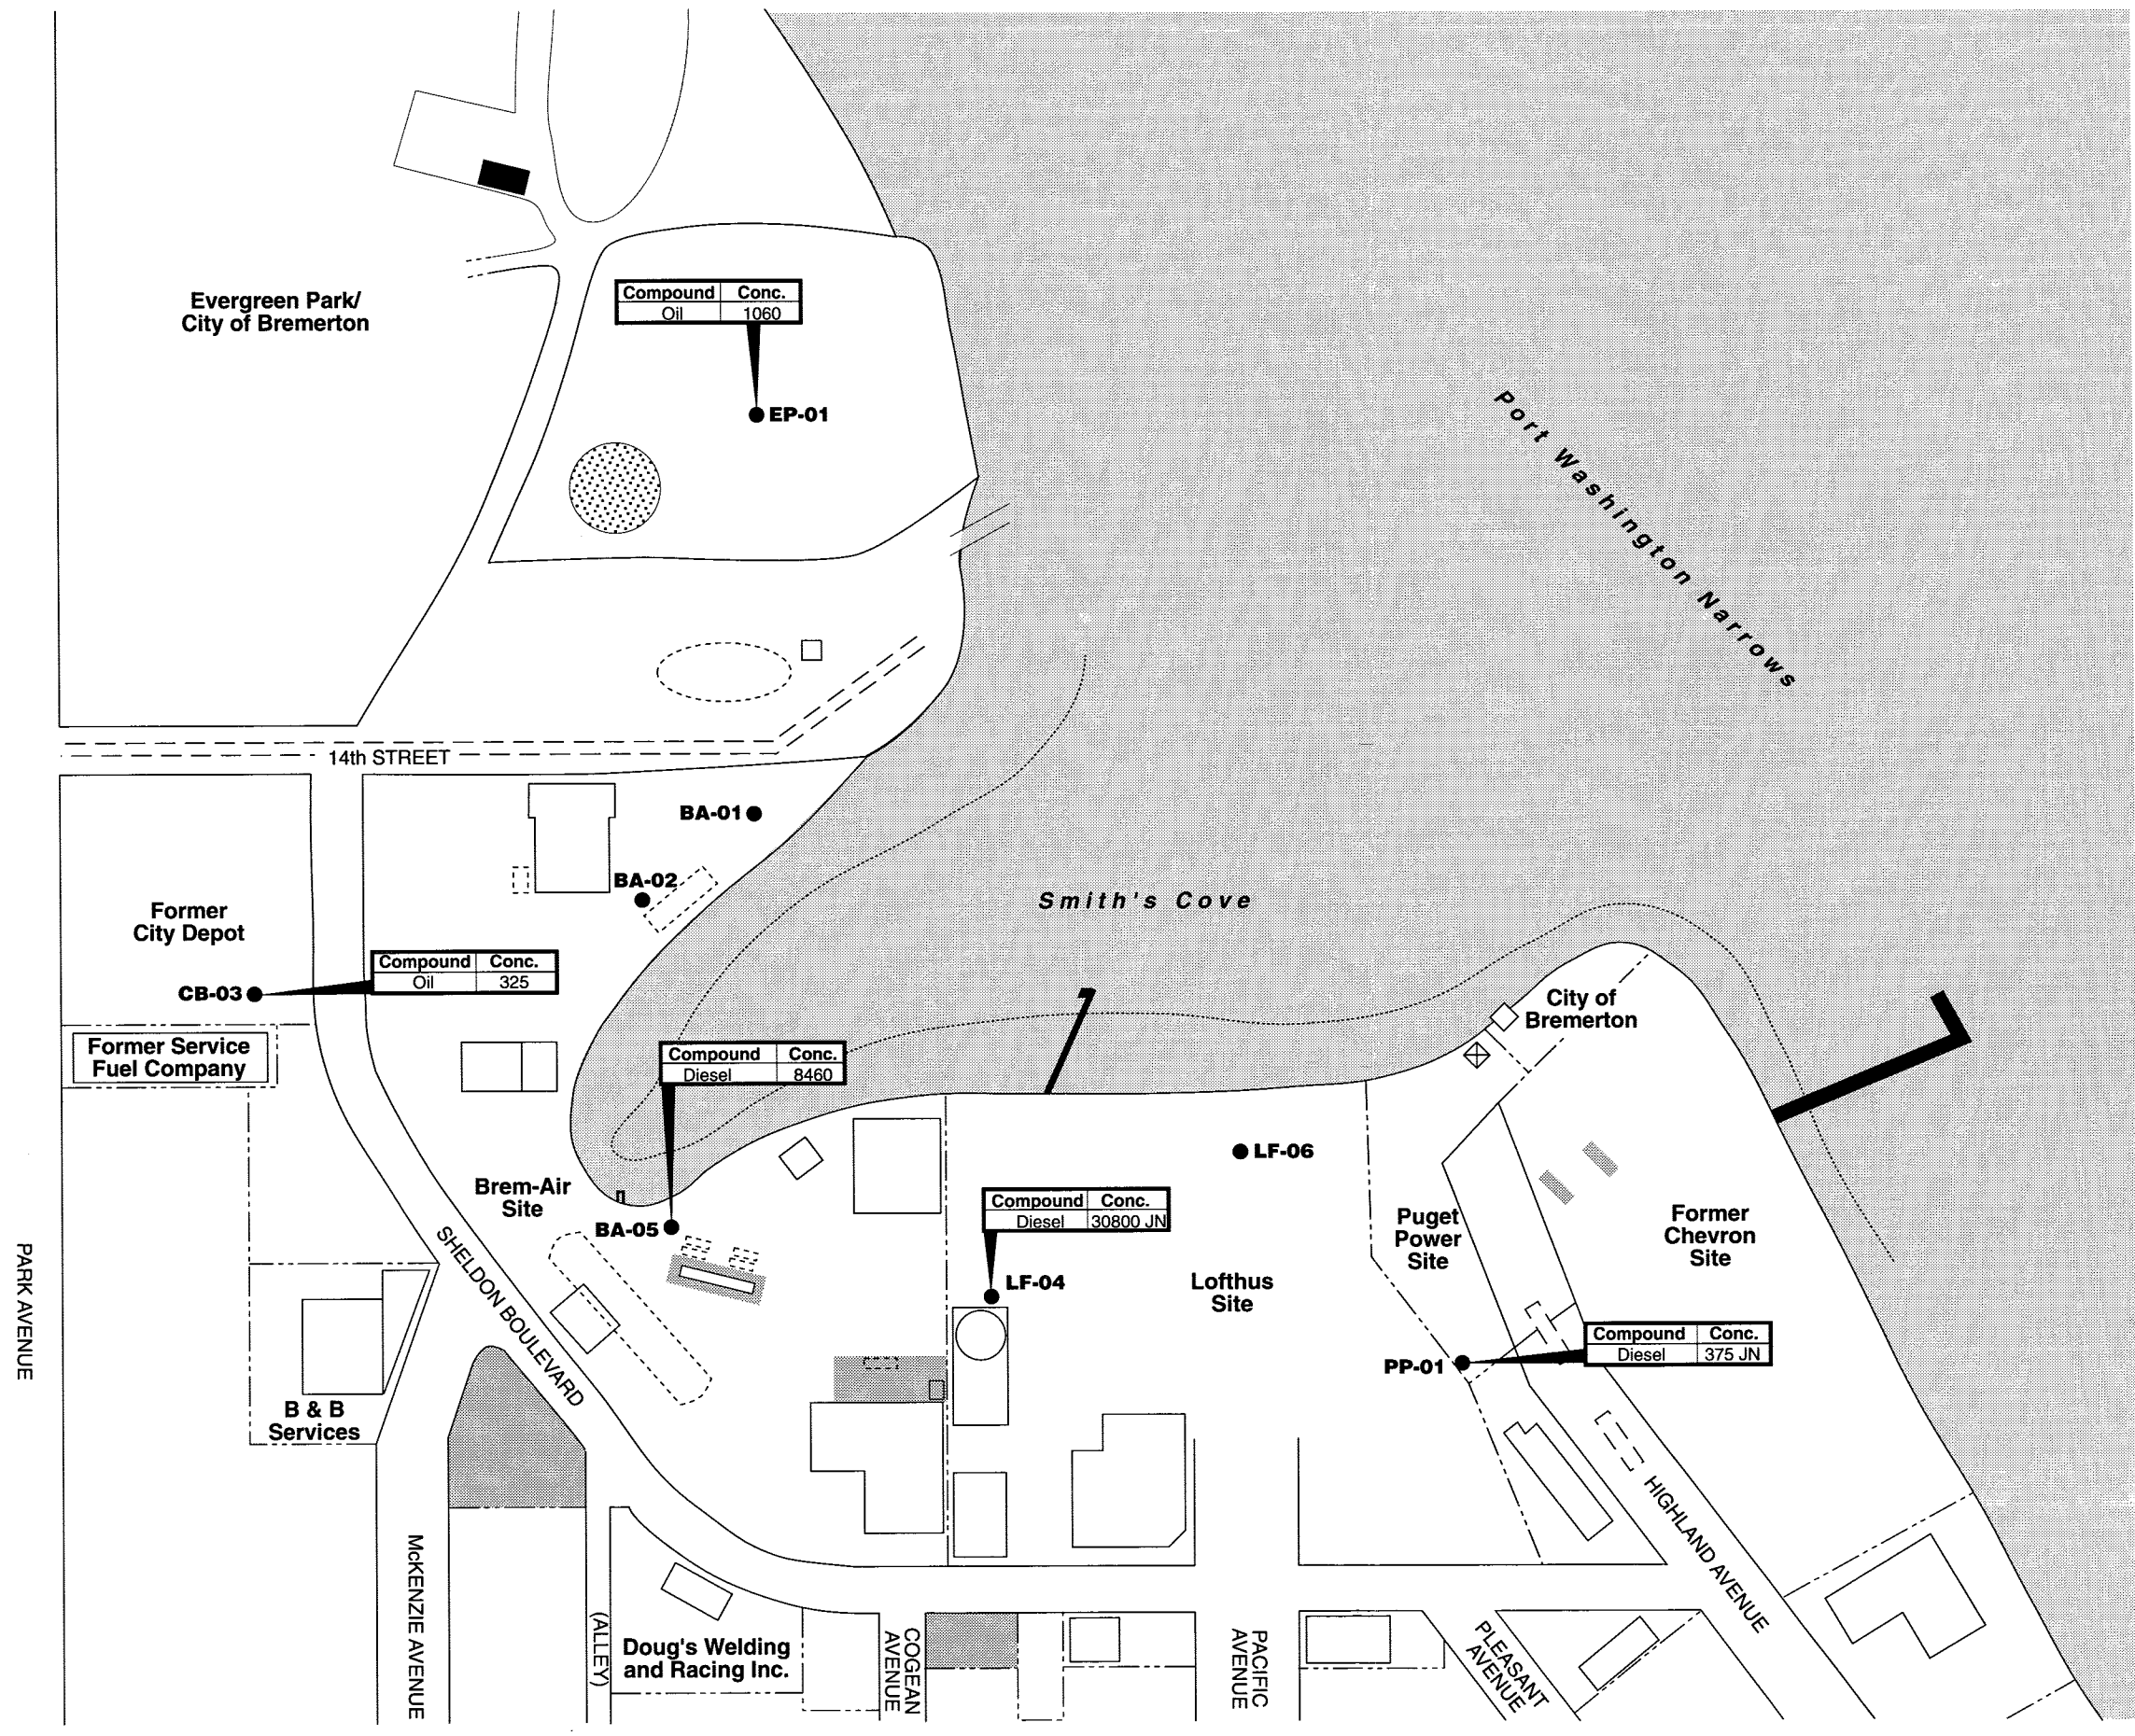 Evergreen Park/
City of Bremerton
Compound Conc.
Oil 1060
EP-01
Port Washington Narrows
14th STREET
BA-01
BA-02
Smith's Cove
Former
City Depot
Compound Conc.
Oil 325
CB-03
City of
Bremerton
Former Service
Fuel Company
Compound Conc.
Diesel 8460
LF-06
Brem-Air
Site
BA-05
Compound Conc.
Diesel 30800 JN
LF-04
Lofthus
Site
Puget
Power
Site
Former
Chevron
Site
PARK AVENUE
SHELDON BOULEVARD
Compound Conc.
Diesel 375 JN
PP-01
B & B
Services
HIGHLAND AVENUE
McKENZIE AVENUE
(ALLEY)
Doug's Welding
and Racing Inc.
COGEAN
AVENUE
PACIFIC
AVENUE
PLEASANT
AVENUE